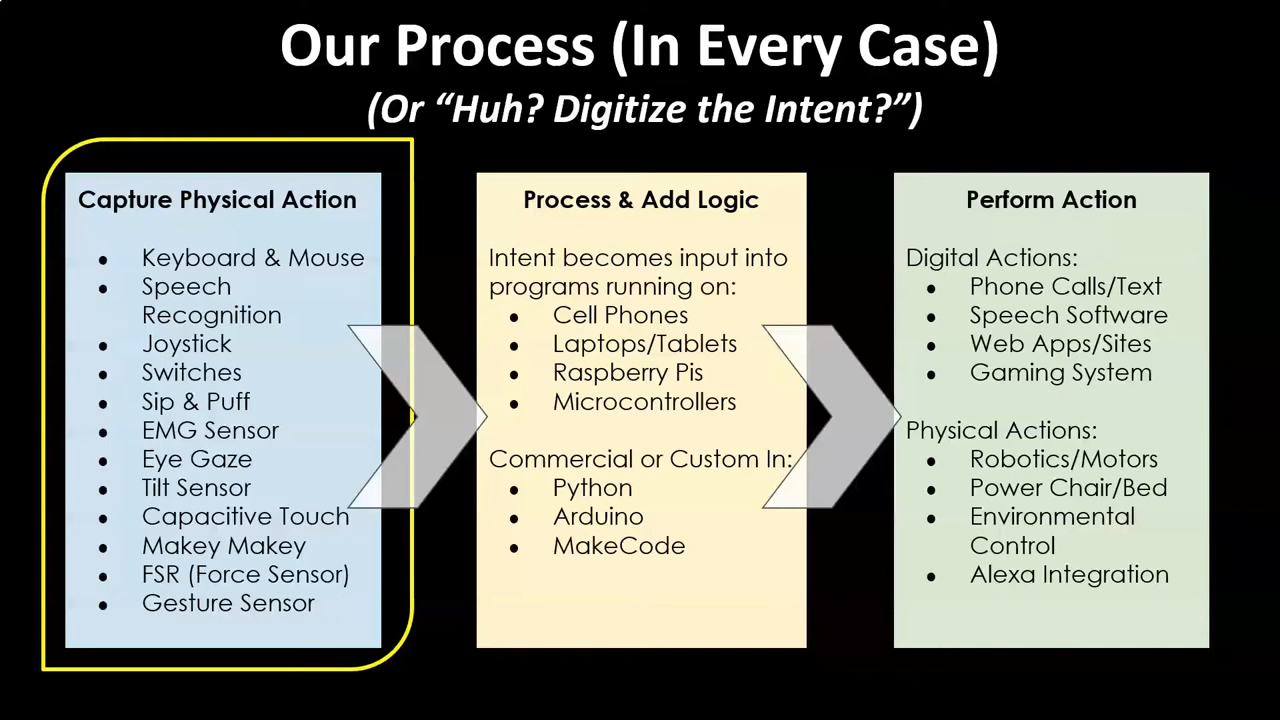 Our Process (In Every Case)
(Or “Huh? Digitize the Intent?”)
Capture Physical Action
● Keyboard & Mouse
● Speech
Recognition
● Joystick
● Switches
● Sip & Puff
● EMG Sensor
● Eye Gaze
● Tilt Sensor
● Capacitive Touch
● Makey Makey
● FSR (Force Sensor)
● Gesture Sensor
Process & Add Logic
Intent becomes input into
programs running on:
● Cell Phones
● Laptops/Tablets
● Raspberry Pis
● Microcontrollers
Commercial or Custom In:
● Python
● Arduino
● MakeCode
Perform Action
Digital Actions:
● Phone Calls/Text
● Speech Software
● Web Apps/Sites
● Gaming System
Physical Actions:
● Robotics/Motors
● Power Chair/Bed
● Environmental
Control
● Alexa Integration